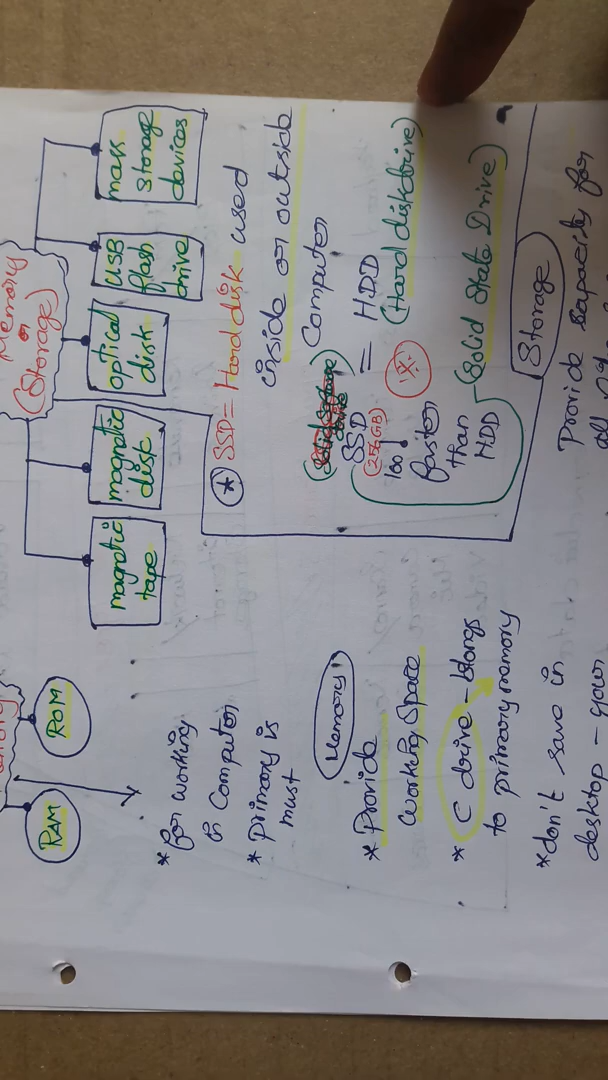 Memory
or
(Storage)
RAM
ROM
magnetic
tape
magnetic
disk
optical
disk
USB
flash
drive
mass
storage
devices
* for working
in computer
* primary is
must
Memory
* Provide
working space
* C drive - belongs
to primary memory
* don't save in
desktop - your
* SSD = Hard disk used
inside or outside
Computer
SSD = HDD
(256GB) (Hard disk drive)
100
faster
than
HDD
(Solid State Drive)
Storage
Provide capacity for